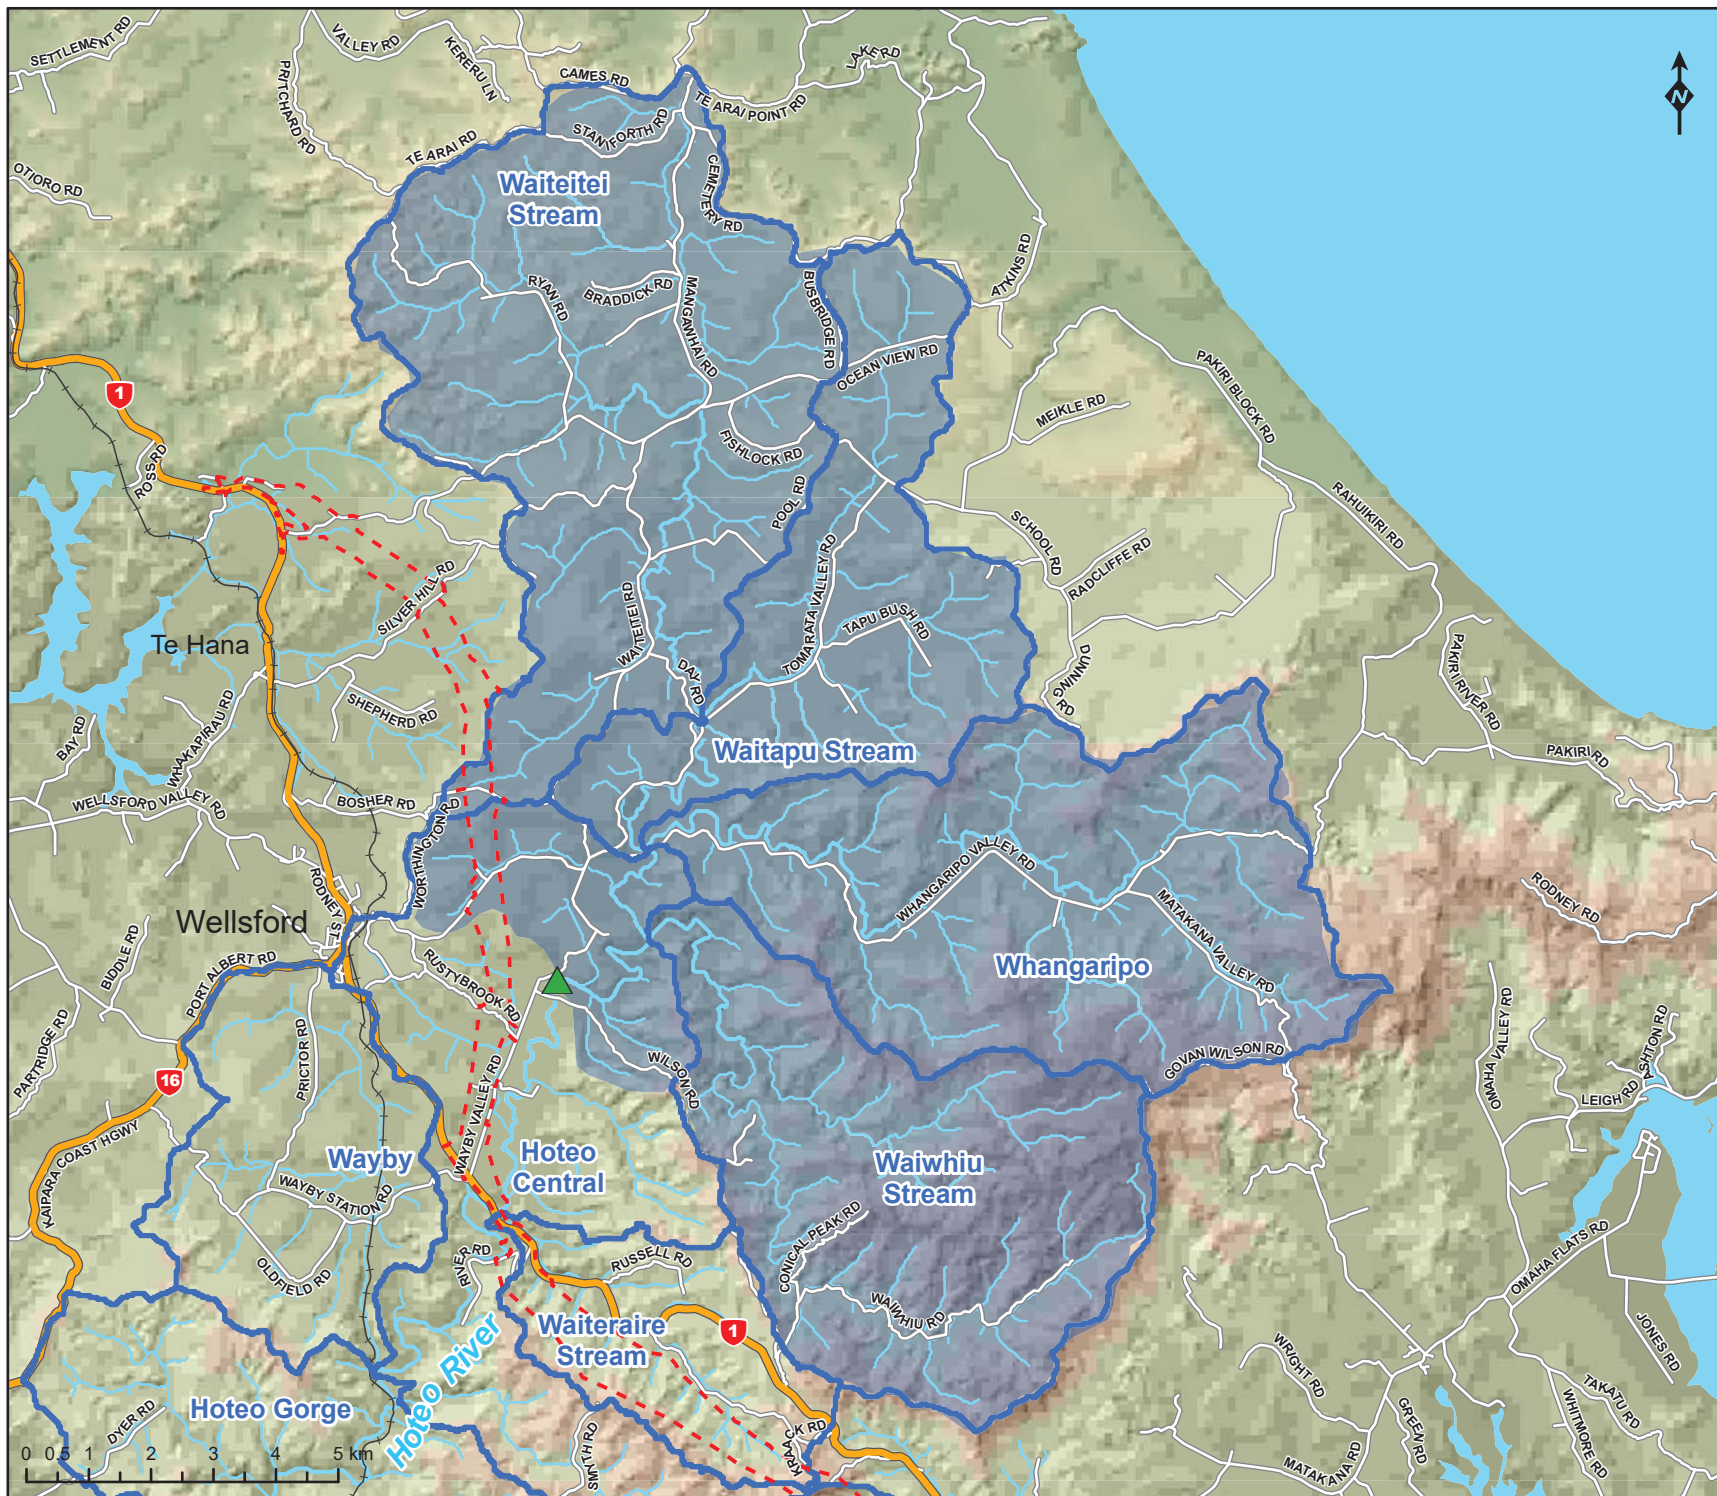 SETTLEMENT RD
VALLEY RD
KERERU LN
PRITCHARD RD
CAMES RD
LAKE RD
TE ARAI POINT RD
STANIFORTH RD
TE ARAI RD
OTIORO RD
CEMETERY RD
Waiteitei
Stream
N
ATKINS RD
RYAN RD
BRADDICK RD
MANGAWHAI RD
BUSBRIDGE RD
OCEAN VIEW RD
PAKIRI BLOCK RD
MEIKLE RD
1
ROSS RD
FISHLOCK RD
POOL RD
RAHUIKIRI RD
SCHOOL RD
RADCLIFFE RD
SILVER HILL RD
Te Hana
WAITEITEI RD
TOMARATA VALLEY RD
TAPU BUSH RD
DAY RD
DUNNING RD
PAKIRI RIVER RD
PAKIRI RD
SHEPHERD RD
BAY RD
WHAKAPIRAU RD
Waitapu Stream
WELLSFORD VALLEY RD
BOSHER RD
WORTHINGTON RD
RODNEY ST
Wellsford
WHANGARIPO VALLEY RD
MATAKANA VALLEY RD
RODNEY RD
Whangaripo
BIDDLE RD
PORT ALBERT RD
RUSTYBROOK RD
PARTRIDGE RD
PRICTOR RD
WILSON RD
GOVAN WILSON RD
OMAHA VALLEY RD
ASHTON RD
LEIGH RD
16
KAIPARA COAST HGWY
WAYBY VALLEY RD
Wayby
Hoteo
Central
Waiwhiu
Stream
WAYBY STATION RD
CONICAL PEAK RD
OLDFIELD RD
RIVER RD
RUSSELL RD
WAIWHIU RD
OMAHA FLATS RD
JONES RD
Waiteraire
Stream
1
Hoteo River
Hoteo Gorge
DYER RD
SMYTH RD
KRAACK RD
WRIGHT RD
GREEN RD
TAKATU RD
WHITMORE RD
MATAKANA RD
0 0.5 1 2 3 4 5 km